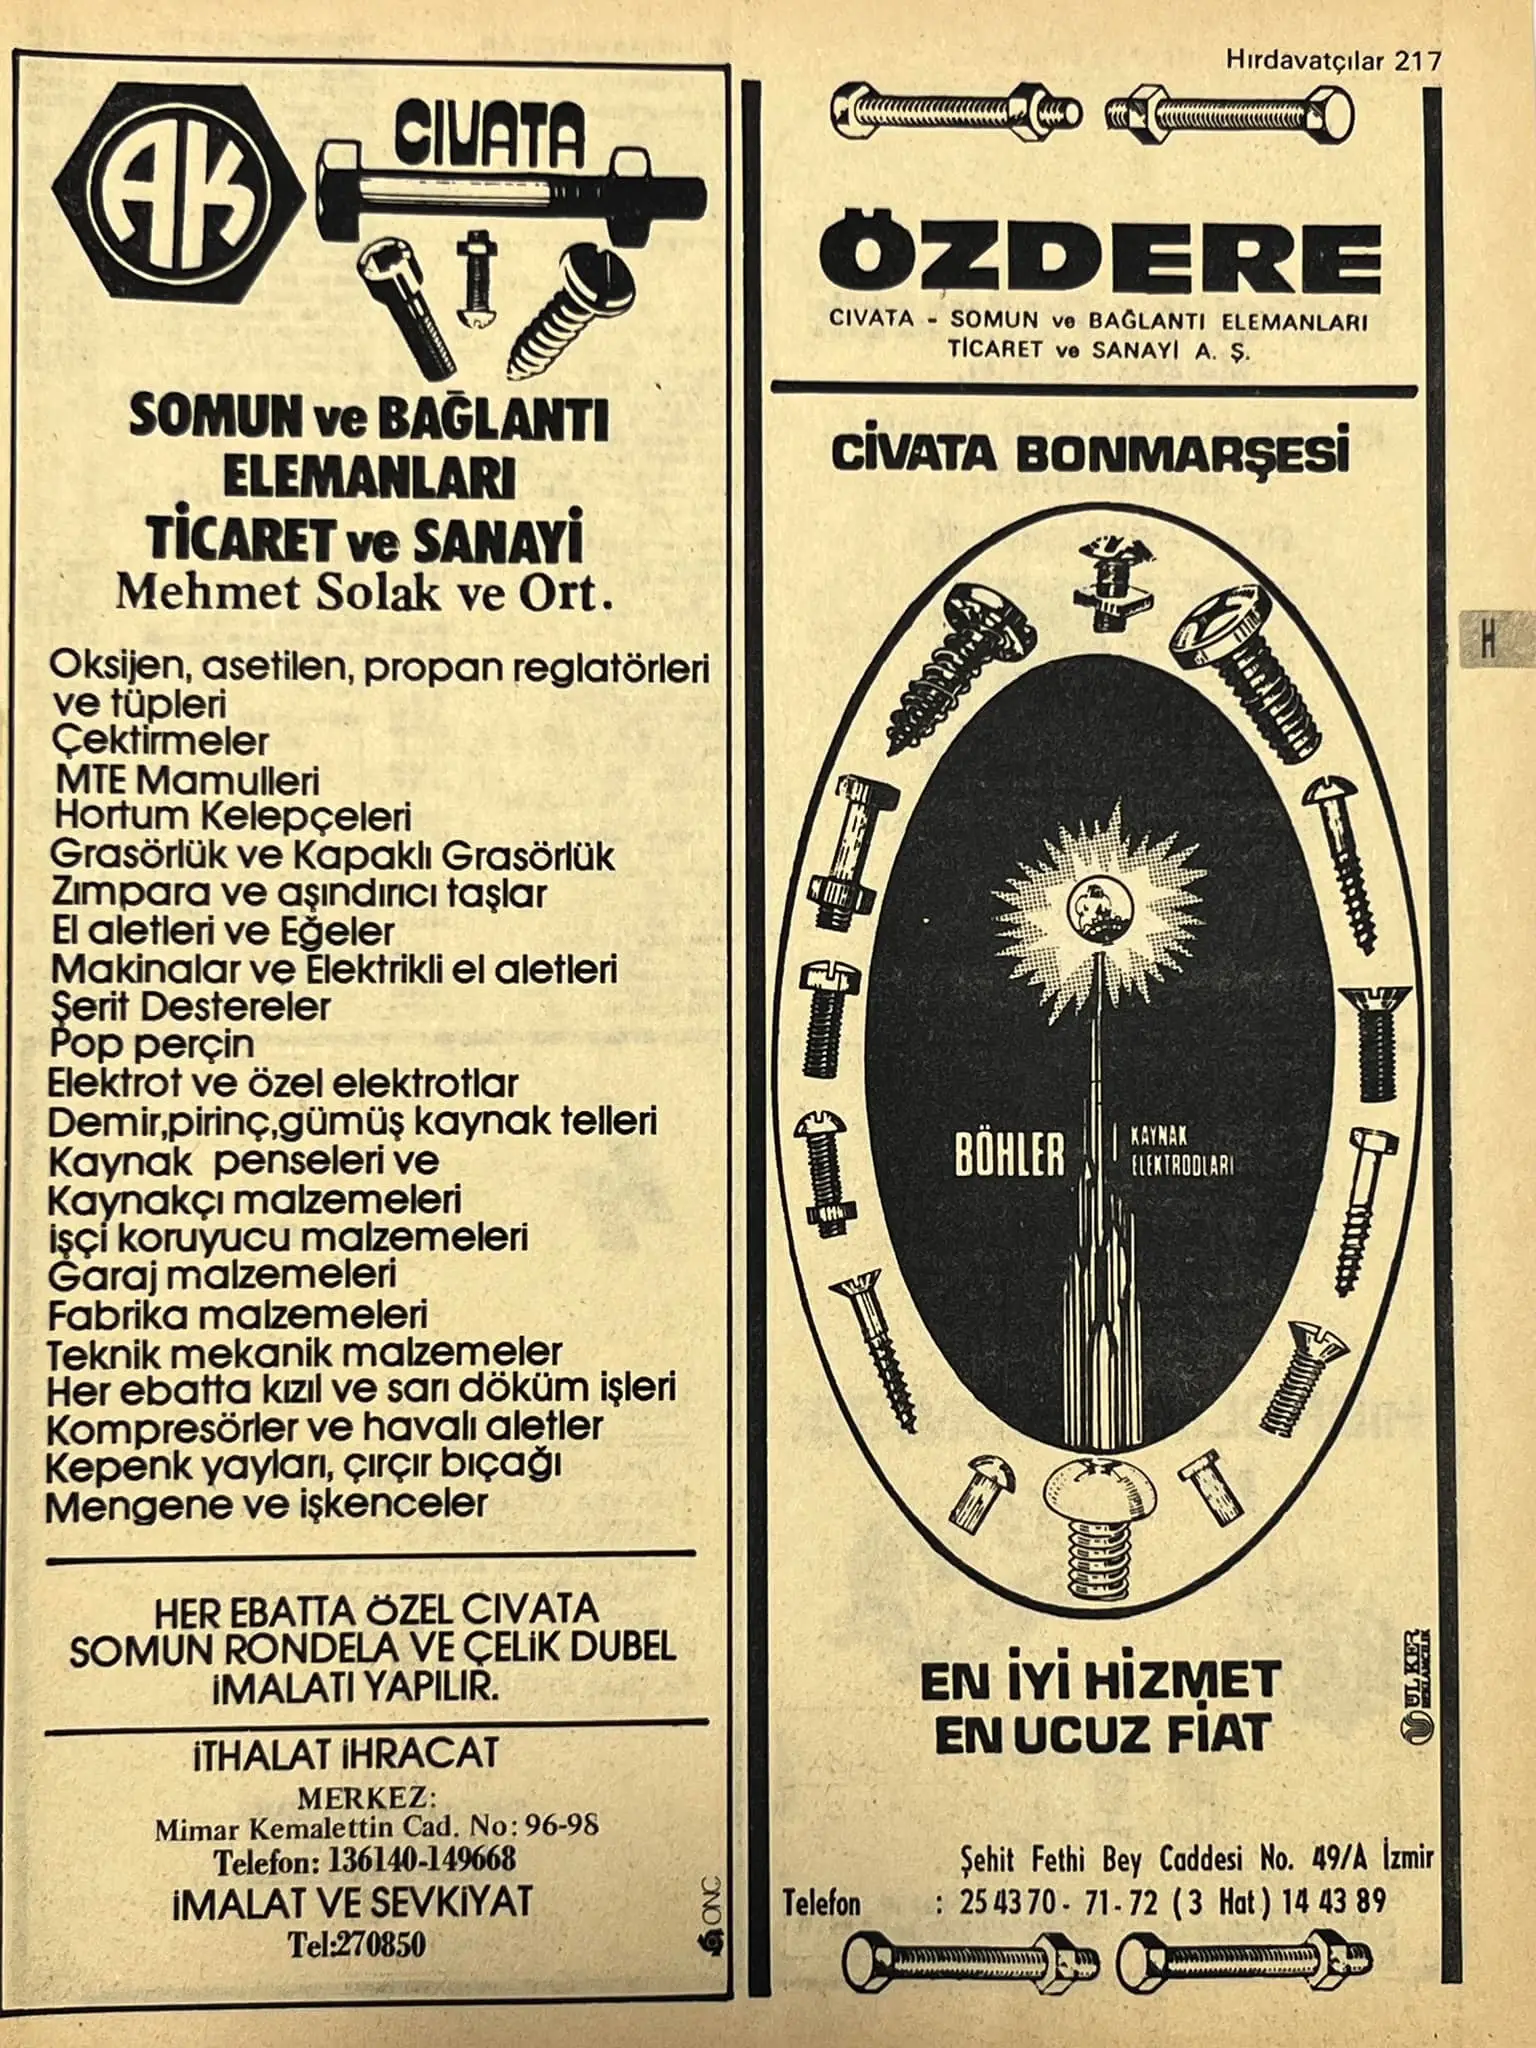 Hırdavatçılar 217
AK
CIVATA
SOMUN ve BAĞLANTI
ELEMANLARI
TİCARET ve SANAYİ
Mehmet Solak ve Ort.
Oksijen, asetilen, propan reglatörleri
ve tüpleri
Çektirmeler
MTE Mamulleri
Hortum Kelepçeleri
Grasörlük ve Kapaklı Grasörlük
Zımpara ve aşındırıcı taşlar
El aletleri ve Eğeler
Makinalar ve Elektrikli el aletleri
Şerit Destereler
Pop perçin
Elektrot ve özel elektrotlar
Demir,pirinç,gümüş kaynak telleri
Kaynak penseleri ve
Kaynakçı malzemeleri
işçi koruyucu malzemeleri
Garaj malzemeleri
Fabrika malzemeleri
Teknik mekanik malzemeler
Her ebatta kızıl ve sarı döküm işleri
Kompresörler ve havalı aletler
Kepenk yayları, çırçır bıçağı
Mengene ve işkenceler
HER EBATTA ÖZEL CIVATA
SOMUN RONDELA VE ÇELİK DUBEL
İMALATI YAPILIR.
İTHALAT İHRACAT
MERKEZ:
Mimar Kemalettin Cad. No: 96-98
Telefon: 136140-149668
İMALAT VE SEVKİYAT
Tel:270850
ONC
ÖZDERE
CIVATA - SOMUN ve BAĞLANTI ELEMANLARI
TİCARET ve SANAYİ A. Ş.
CİVATA BONMARŞESİ
BÖHLER
KAYNAK
ELEKTRODLARI
EN İYİ HİZMET
EN UCUZ FİAT
ÜLKER
REKLAMCILIK
Şehit Fethi Bey Caddesi No. 49/A İzmir
Telefon : 25 43 70 - 71 - 72 ( 3 Hat ) 14 43 89
H